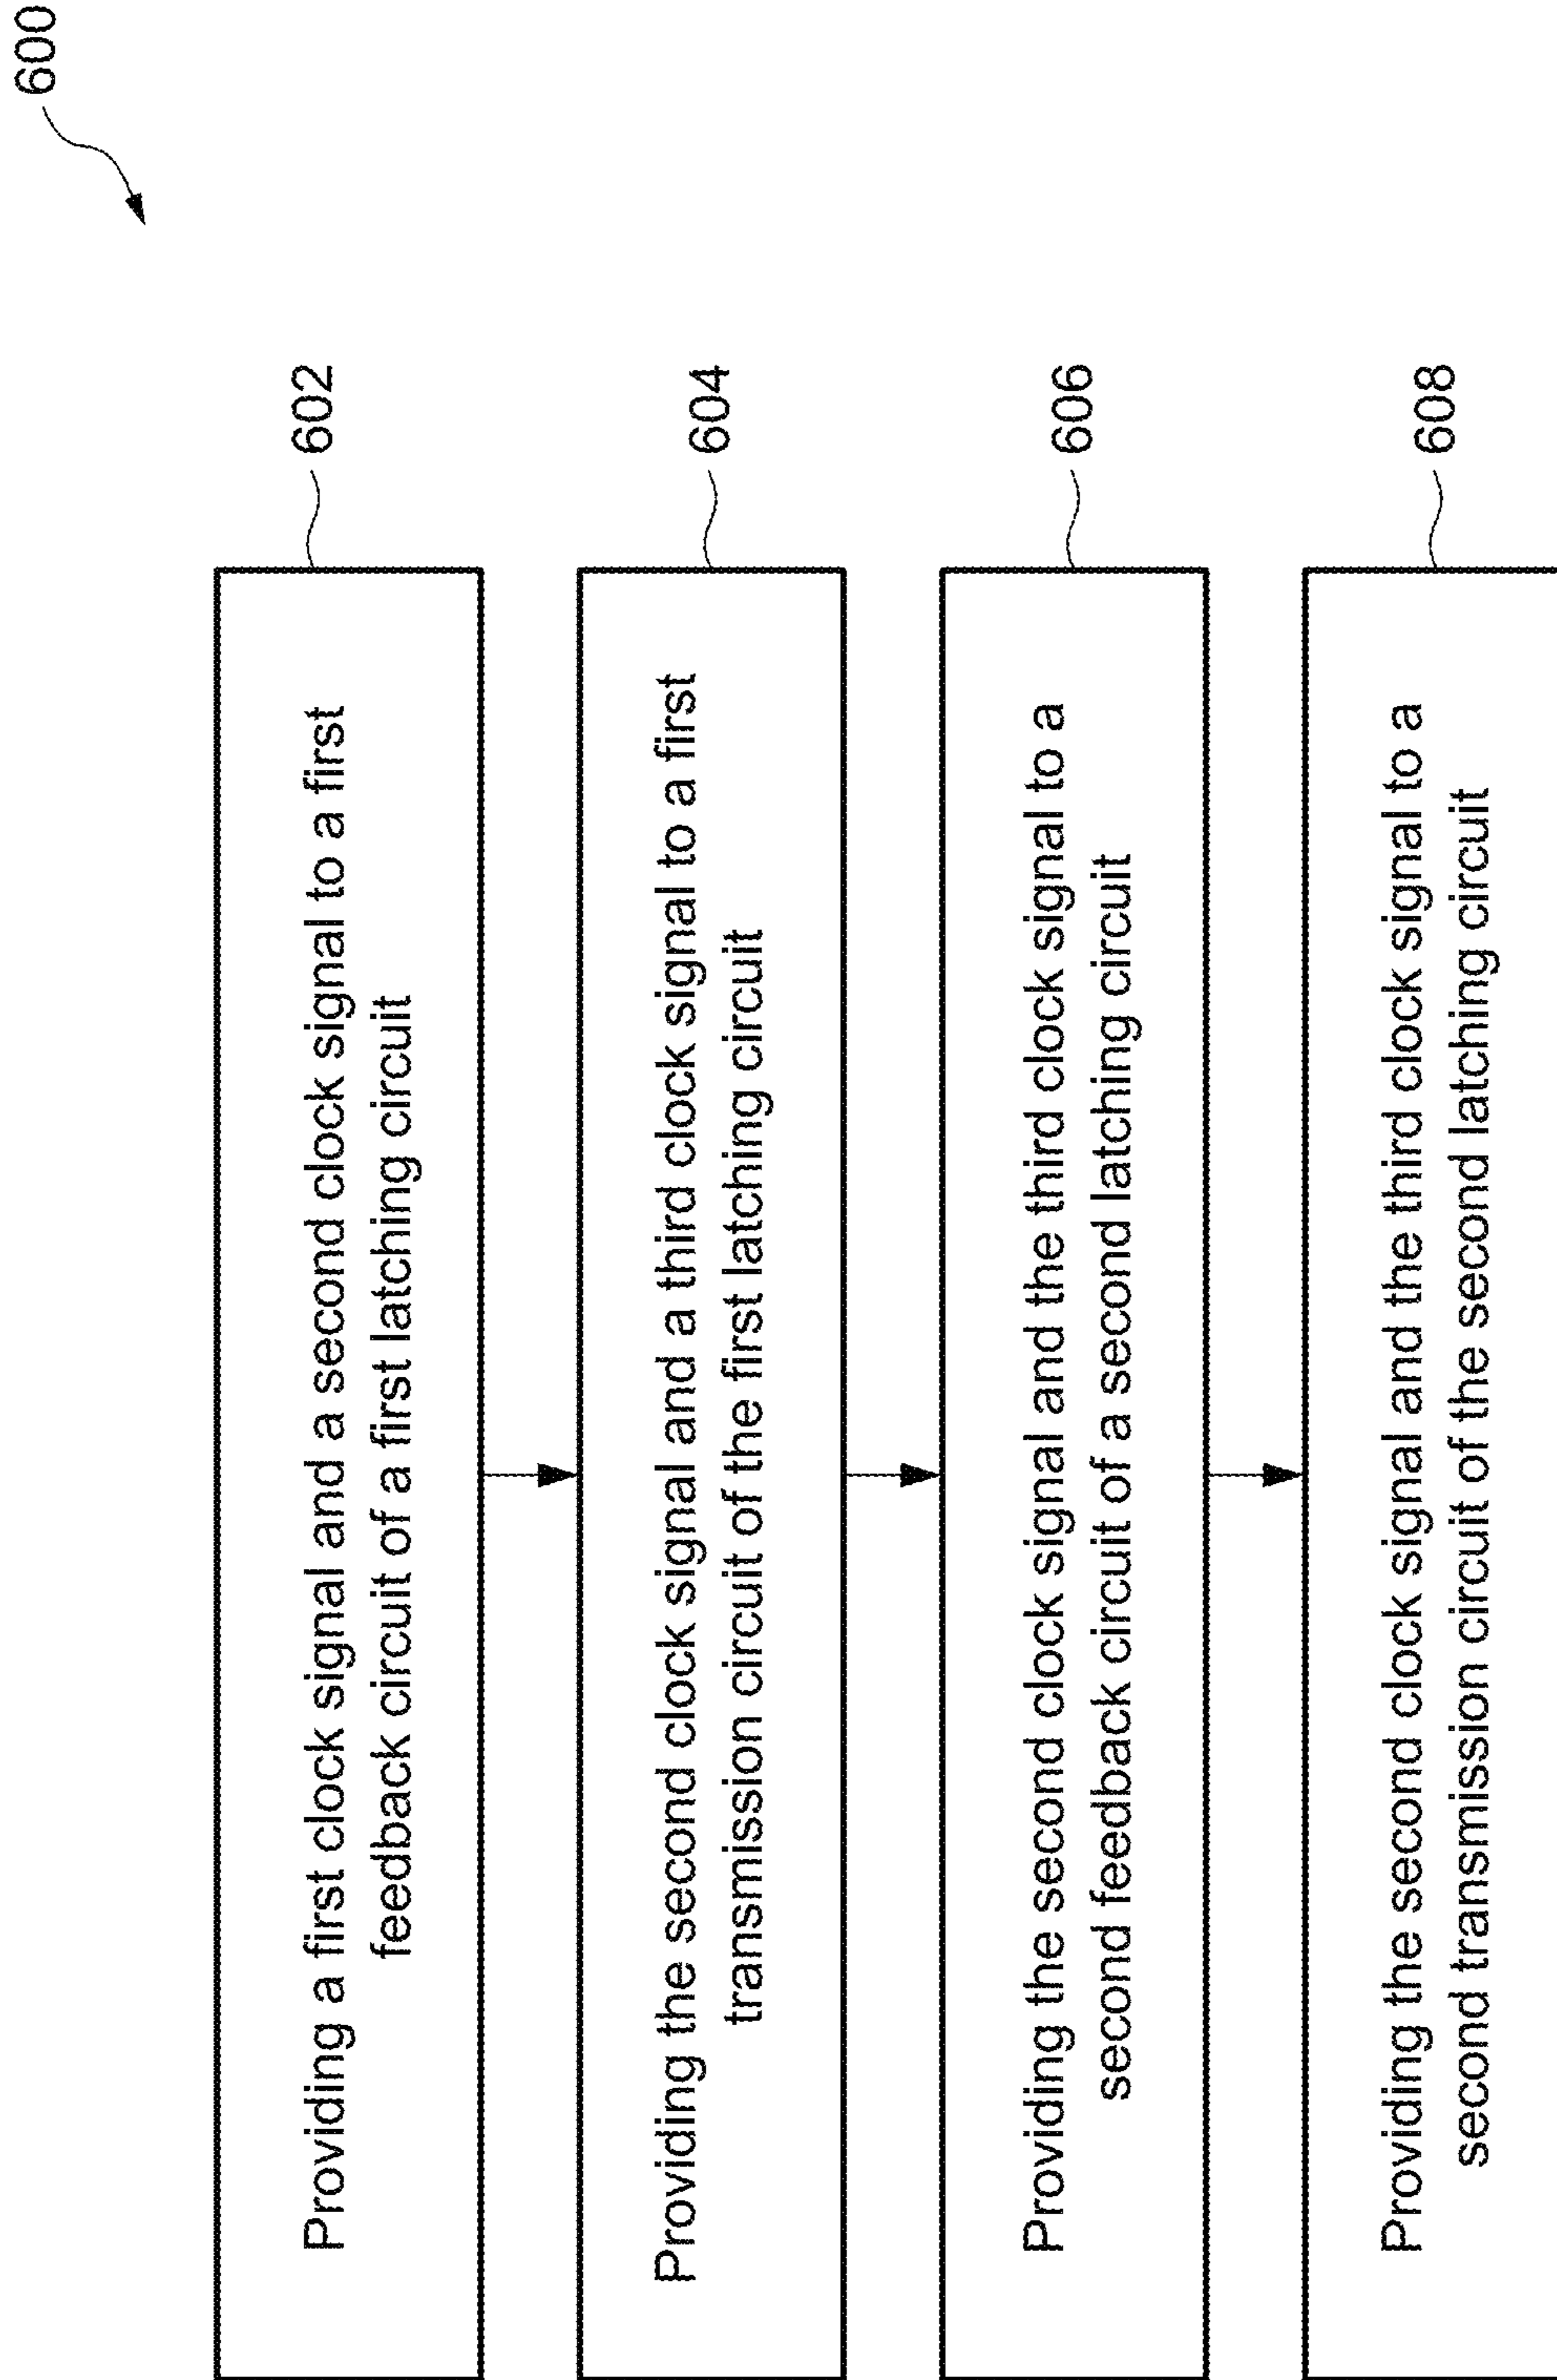 600
Providing a first clock signal and a second clock signal to a first
feedback circuit of a first latching circuit
602
Providing the second clock signal and a third clock signal to a first
transmission circuit of the first latching circuit
604
Providing the second clock signal and the third clock signal to a
second feedback circuit of a second latching circuit
606
Providing the second clock signal and the third clock signal to a
second transmission circuit of the second latching circuit
608